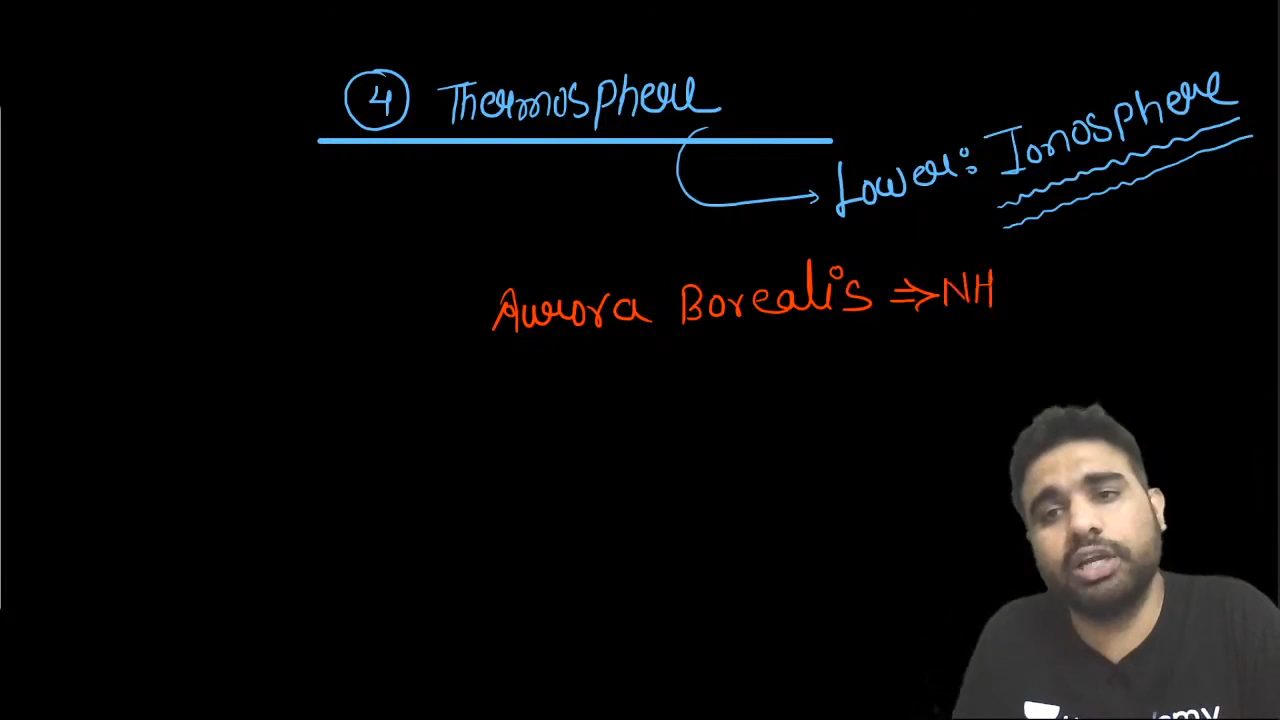 ④ Thermosphere
Lower: Ionosphere
Aurora Borealis ⇒ NH